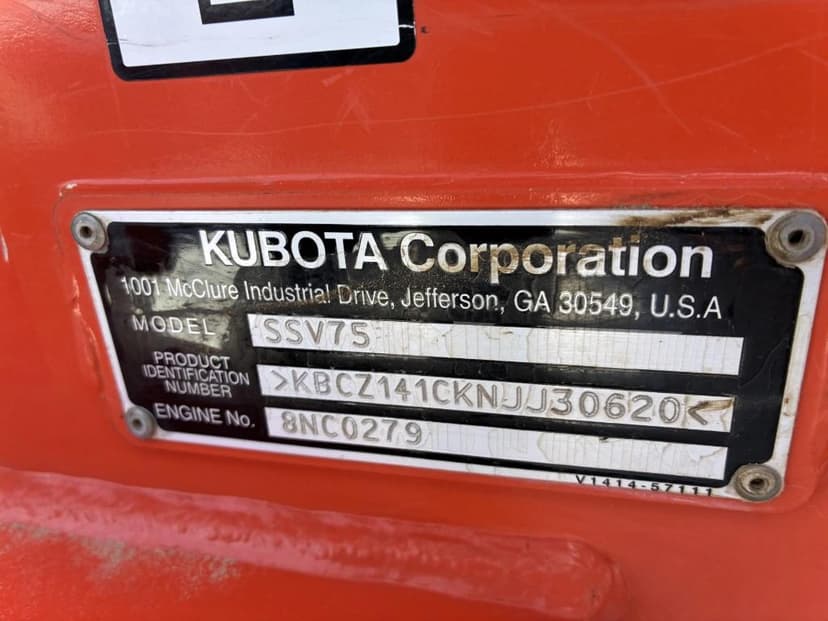 KUBOTA Corporation
1001 McClure Industrial Drive, Jefferson, GA 30549, U.S.A
MODEL SSV75
PRODUCT
IDENTIFICATION
NUMBER >KBCZ141CKNJJ30620<
ENGINE No. 8NC0279
V1414-57111